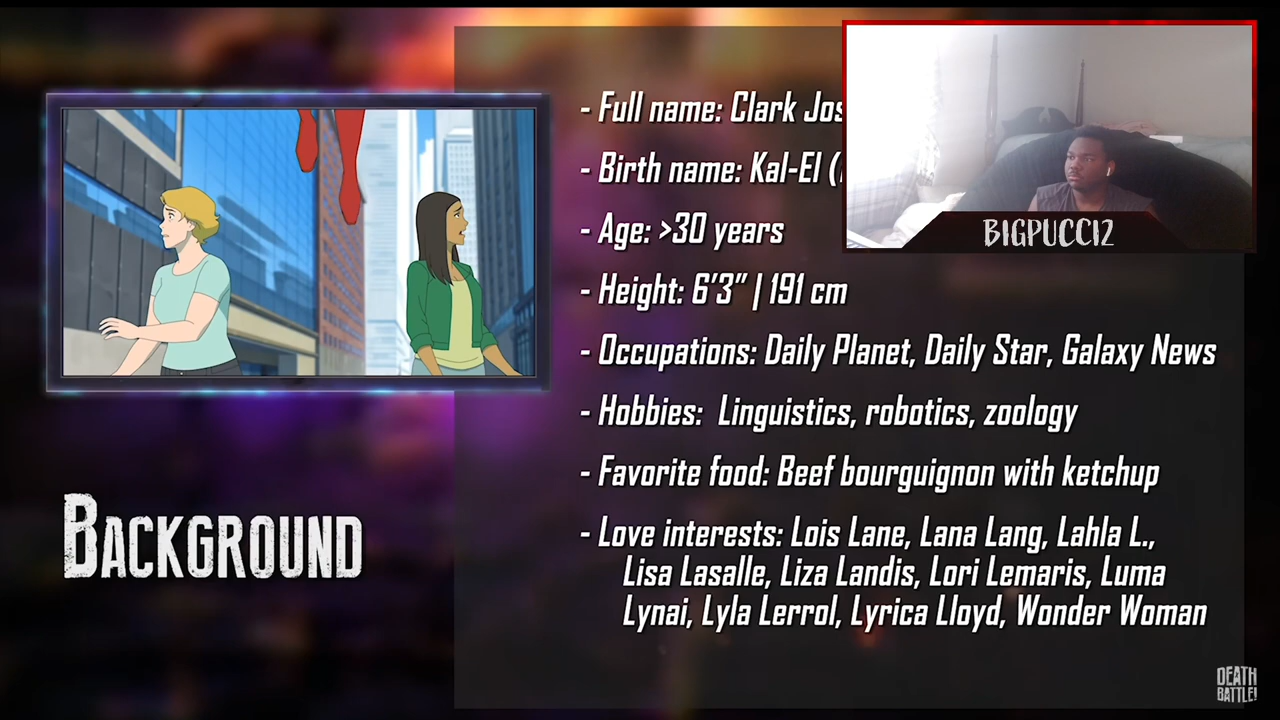 - Full name: Clark Jos
- Birth name: Kal-El (
- Age: >30 years
- Height: 6'3" | 191 cm
- Occupations: Daily Planet, Daily Star, Galaxy News
- Hobbies: Linguistics, robotics, zoology
- Favorite food: Beef bourguignon with ketchup
- Love interests: Lois Lane, Lana Lang, Lahla L.,
Lisa Lasalle, Liza Landis, Lori Lemaris, Luma
Lynai, Lyla Lerrol, Lyrica Lloyd, Wonder Woman
BACKGROUND
BIGPUCCI2
DEATH
BATTLE!